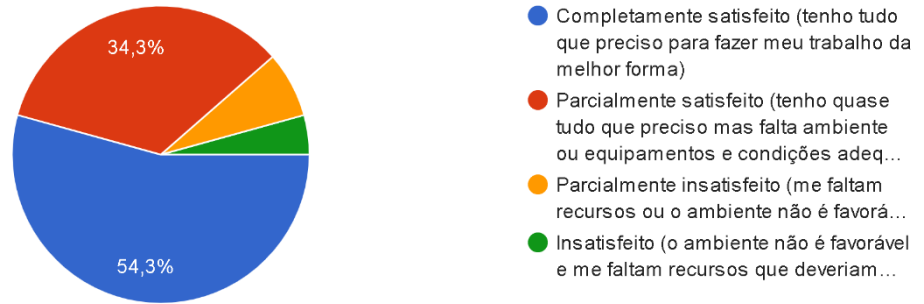 34,3%
54,3%
Completamente satisfeito (tenho tudo
que preciso para fazer meu trabalho da
melhor forma)
Parcialmente satisfeito (tenho quase
tudo que preciso mas falta ambiente
ou equipamentos e condições adeq...
Parcialmente insatisfeito (me faltam
recursos ou o ambiente não é favorá...
Insatisfeito (o ambiente não é favorável
e me faltam recursos que deveriam...